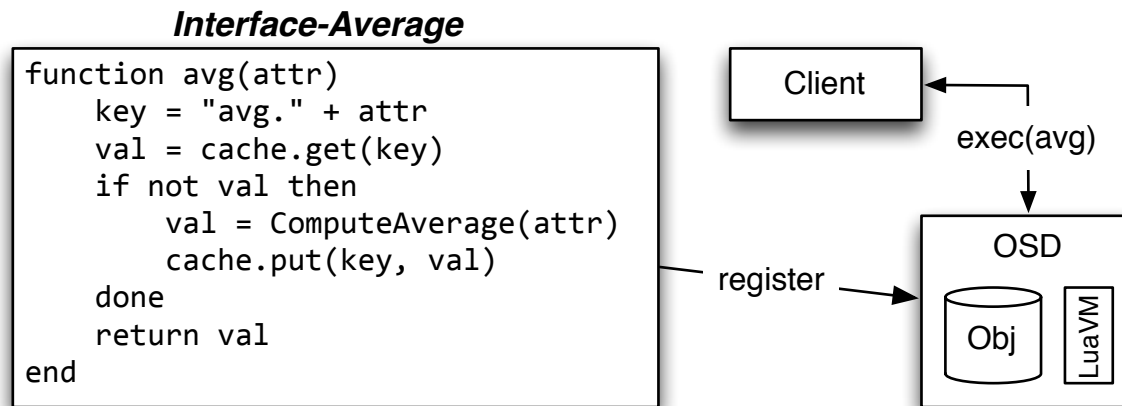 Interface-Average
function avg(attr)
    key = "avg." + attr
    val = cache.get(key)
    if not val then
        val = ComputeAverage(attr)
        cache.put(key, val)
    done
    return val
end
Client
exec(avg)
register
OSD
Obj
LuaVM